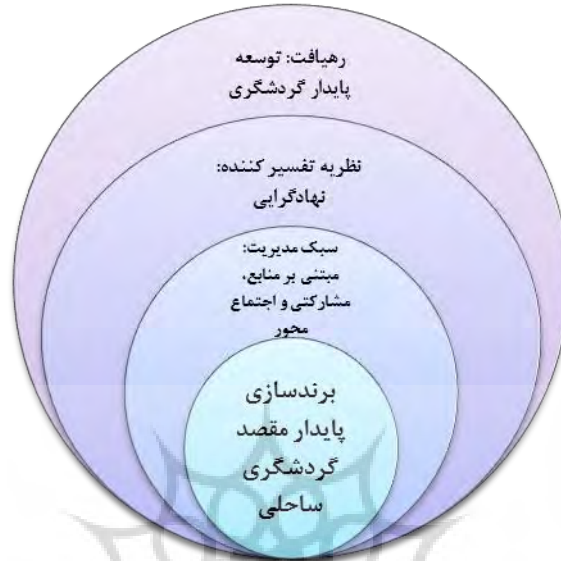 رهیافت: توسعه
پایدار گردشگری
نظریه تفسیر کننده:
نهادگرایی
سبک مدیریت:
مبتنی بر منابع،
مشارکتی و اجتماع
محور
برندسازی
پایدار مقصد
گردشگری
ساحلی